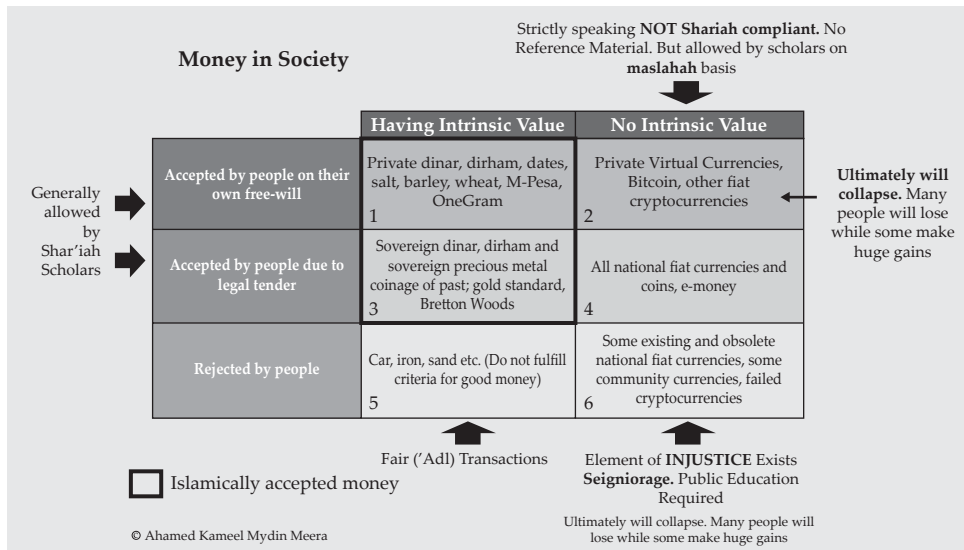 Money in Society
Strictly speaking NOT Shariah compliant. No
Reference Material. But allowed by scholars on
maslahah basis
Having Intrinsic Value
No Intrinsic Value
Generally
allowed
by
Shar'iah
Scholars
Accepted by people on their
own free-will
Private dinar, dirham, dates,
salt, barley, wheat, M-Pesa,
OneGram
1
Private Virtual Currencies,
Bitcoin, other fiat
cryptocurrencies
2
Ultimately will
collapse. Many
people will lose
while some make
huge gains
Accepted by people due to
legal tender
Sovereign dinar, dirham and
sovereign precious metal
coinage of past; gold standard,
Bretton Woods
3
All national fiat currencies and
coins, e-money
4
Rejected by people
Car, iron, sand etc. (Do not fulfill
criteria for good money)
5
Some existing and obsolete
national fiat currencies, some
community currencies, failed
cryptocurrencies
6
Fair ('Adl) Transactions
Element of INJUSTICE Exists
Seigniorage. Public Education
Required
Ultimately will collapse. Many people will
lose while some make huge gains
Islamically accepted money
© Ahamed Kameel Mydin Meera